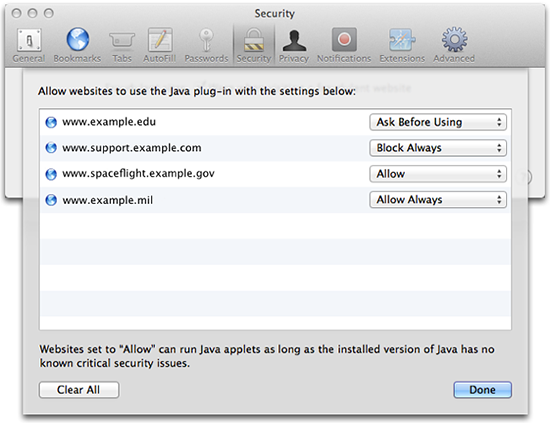 Security
General Bookmarks Tabs AutoFill Passwords Security Privacy Notifications Extensions Advanced
website
Allow websites to use the Java plug-in with the settings below:
www.example.edu Ask Before Using
www.support.example.com Block Always
www.spaceflight.example.gov Allow
www.example.mil Allow Always
Websites set to "Allow" can run Java applets as long as the installed version of Java has no
known critical security issues.
Clear All Done